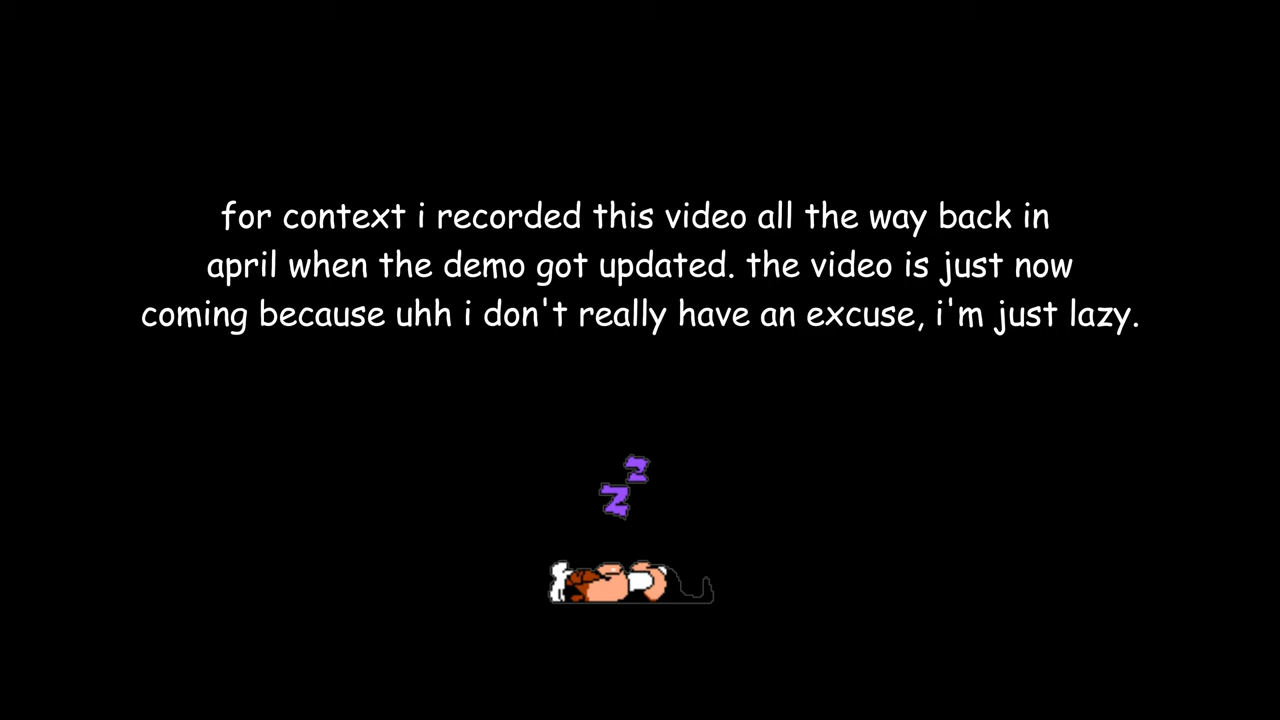 for context i recorded this video all the way back in
april when the demo got updated. the video is just now
coming because uhh i don't really have an excuse, i'm just lazy.
z
z